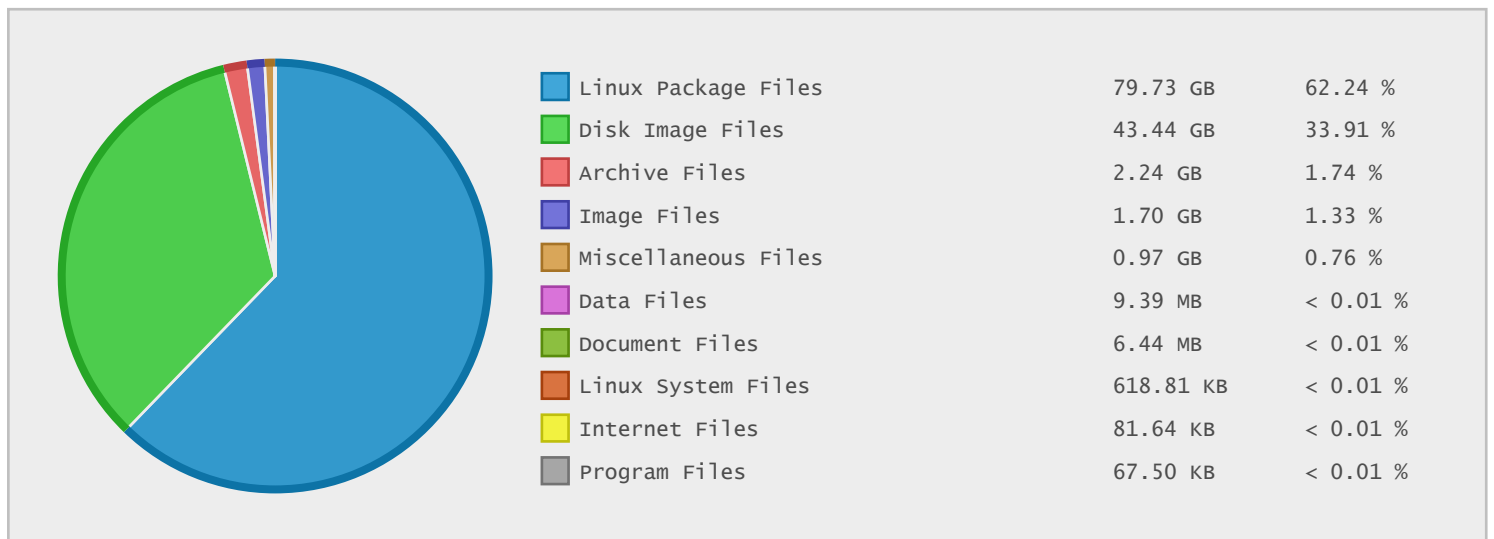 Linux Package Files 79.73 GB 62.24 %
Disk Image Files 43.44 GB 33.91 %
Archive Files 2.24 GB 1.74 %
Image Files 1.70 GB 1.33 %
Miscellaneous Files 0.97 GB 0.76 %
Data Files 9.39 MB < 0.01 %
Document Files 6.44 MB < 0.01 %
Linux System Files 618.81 KB < 0.01 %
Internet Files 81.64 KB < 0.01 %
Program Files 67.50 KB < 0.01 %